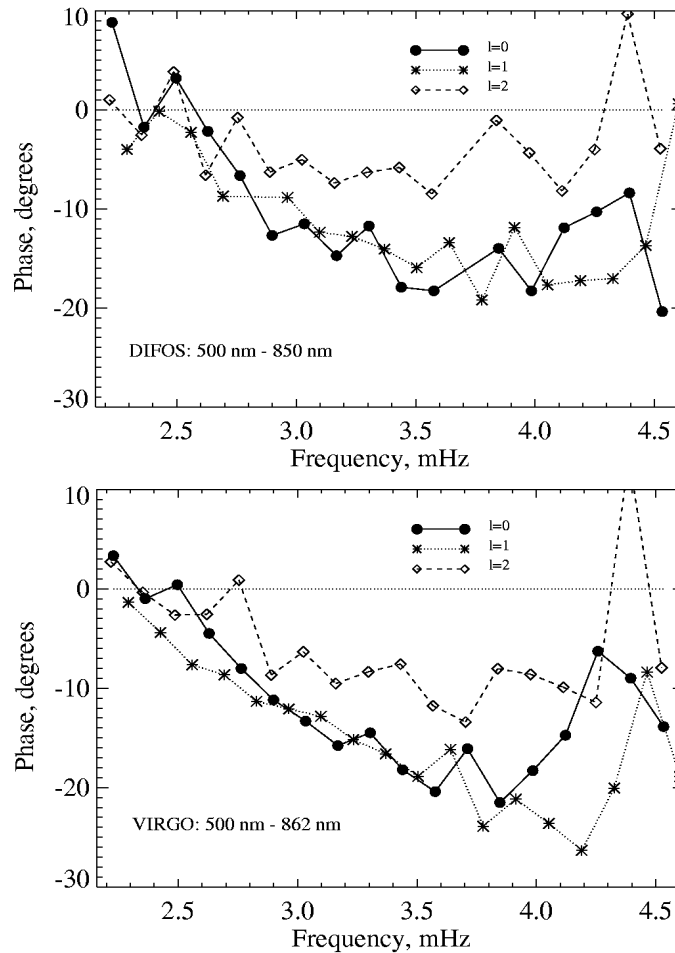 10
l=0
l=1
l=2
0
-10
-20
-30
Phase, degrees
DIFOS: 500 nm - 850 nm
2.5 3.0 3.5 4.0 4.5
Frequency, mHz
10
l=0
l=1
l=2
0
-10
-20
-30
Phase, degrees
VIRGO: 500 nm - 862 nm
2.5 3.0 3.5 4.0 4.5
Frequency, mHz